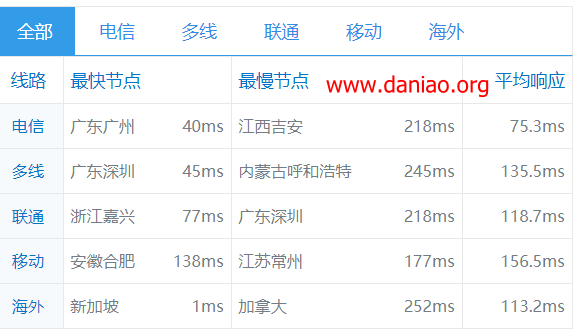 全部 电信 多线 联通 移动 海外
线路 最快节点 最慢节点 www.daniao.org 平均响应
电信 广东广州 40ms 江西吉安 218ms 75.3ms
多线 广东深圳 45ms 内蒙古呼和浩特 245ms 135.5ms
联通 浙江嘉兴 77ms 广东深圳 218ms 118.7ms
移动 安徽合肥 138ms 江苏常州 177ms 156.5ms
海外 新加坡 1ms 加拿大 252ms 113.2ms